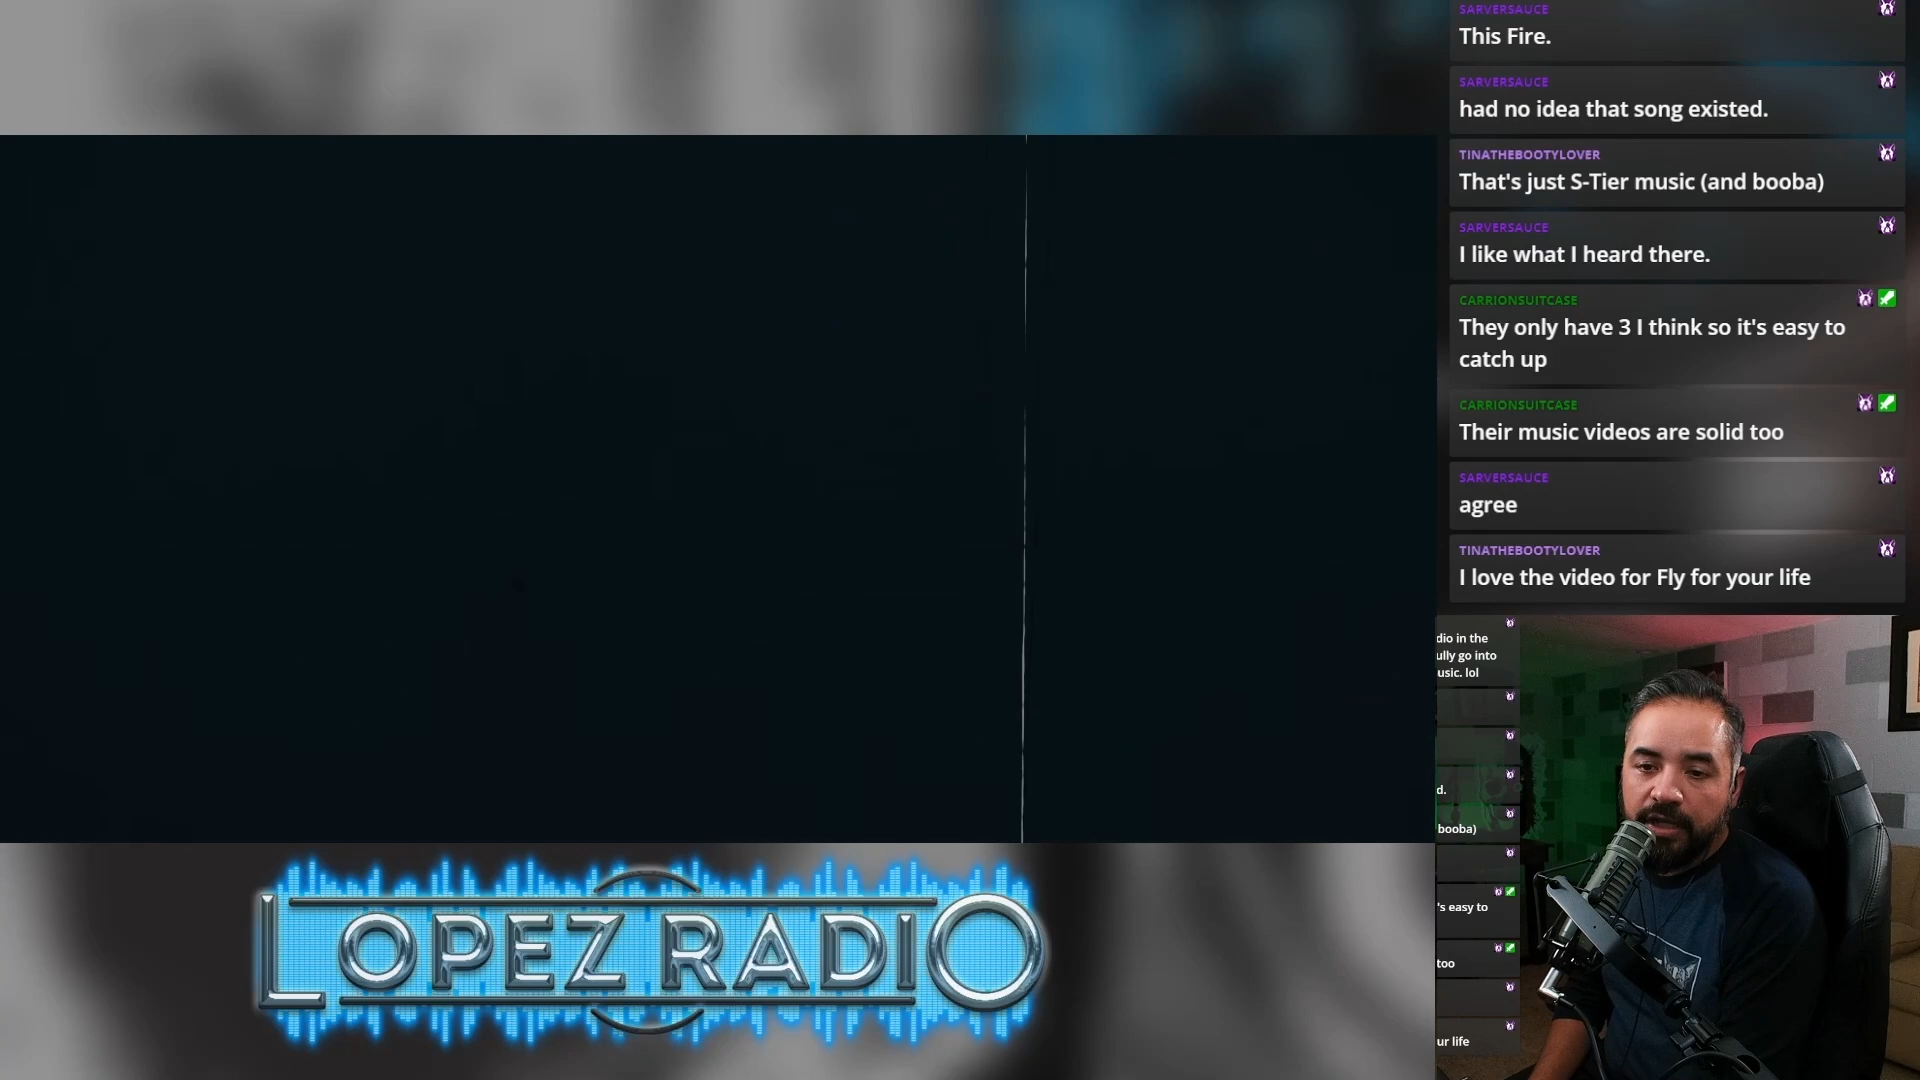 SARVERSAUCE
This Fire.
SARVERSAUCE
had no idea that song existed.
TINATHEBOOTYLOVER
That's just S-Tier music (and booba)
SARVERSAUCE
I like what I heard there.
CARRIONSUITCASE
They only have 3 I think so it's easy to
catch up
CARRIONSUITCASE
Their music videos are solid too
SARVERSAUCE
agree
TINATHEBOOTYLOVER
I love the video for Fly for your life
dio in the
ully go into
usic. lol
d.
booba)
's easy to
too
ur life
LOPEZ RADIO